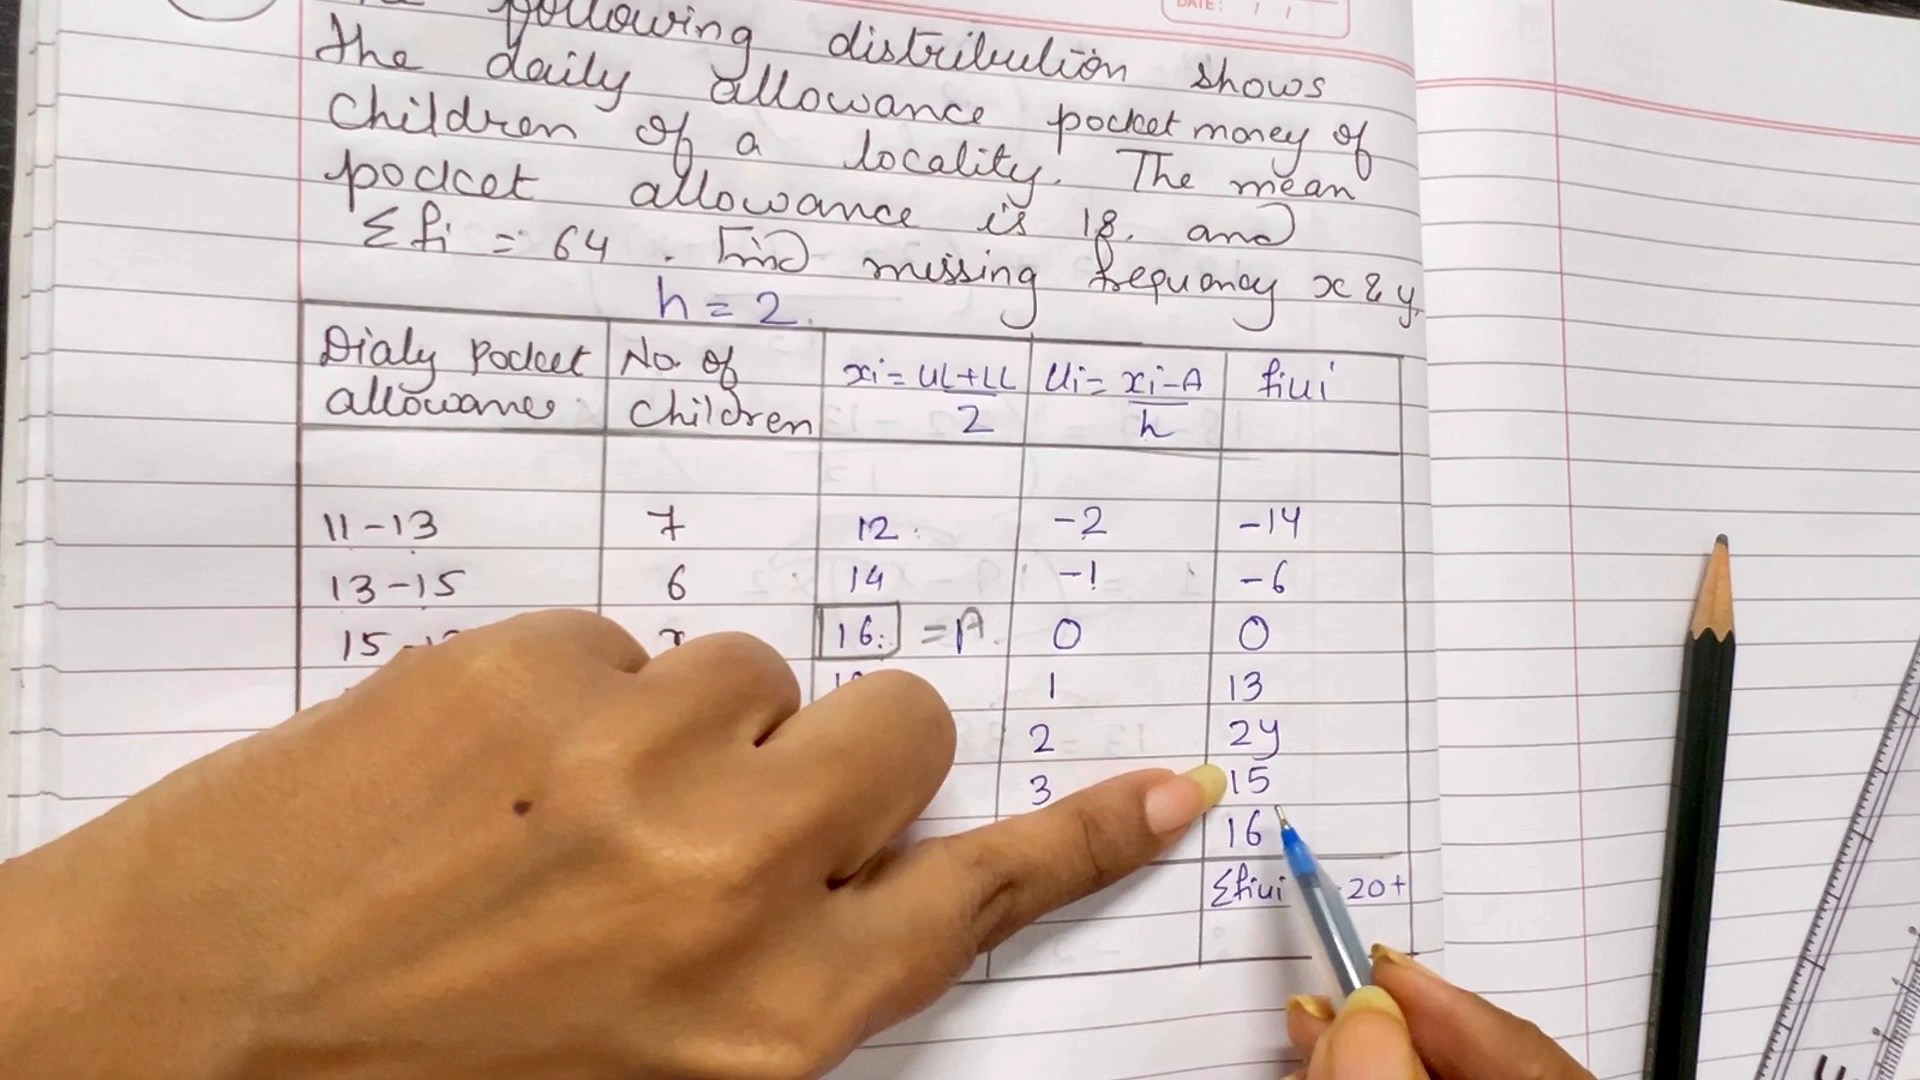 following distribution shows
the daily allowance pocket money of
Children of a locality. The mean
pocket allowance is 18. and
Σfi = 64. Find missing frequency x & y.
h = 2.
Dialy Pocket allowance | No. of Children | xi = UL+LL / 2 | Ui = xi-A / h | fiui
11-13 7 12 -2 -14
13-15 6 14 -1 -6
15- x 16 = A. 0 0
1 13
2 2y
3 15
16
Σfiui 20+
DATE: / /